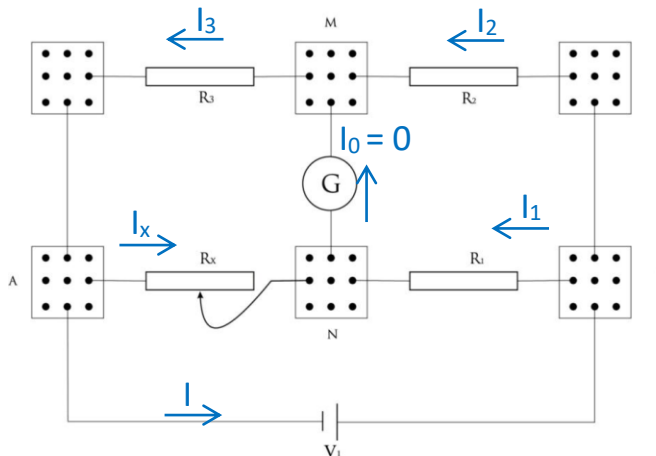 I₃
M
I₂
R₃
R₂
I₀ = 0
G
Iₓ
I₁
A
Rₓ
R₁
N
I
V₁